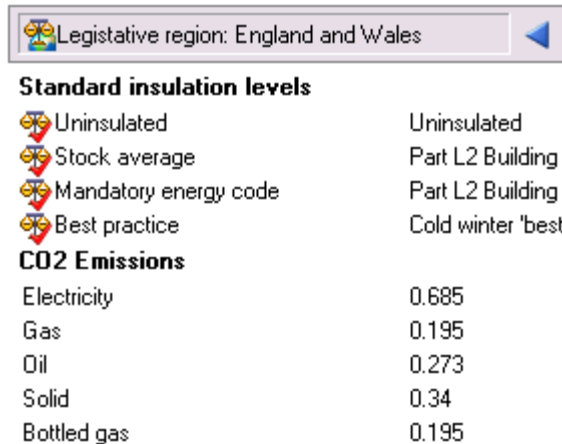 Legistative region: England and Wales
Standard insulation levels
Uninsulated Uninsulated
Stock average Part L2 Building
Mandatory energy code Part L2 Building
Best practice Cold winter 'best
CO2 Emissions
Electricity 0.685
Gas 0.195
Oil 0.273
Solid 0.34
Bottled gas 0.195